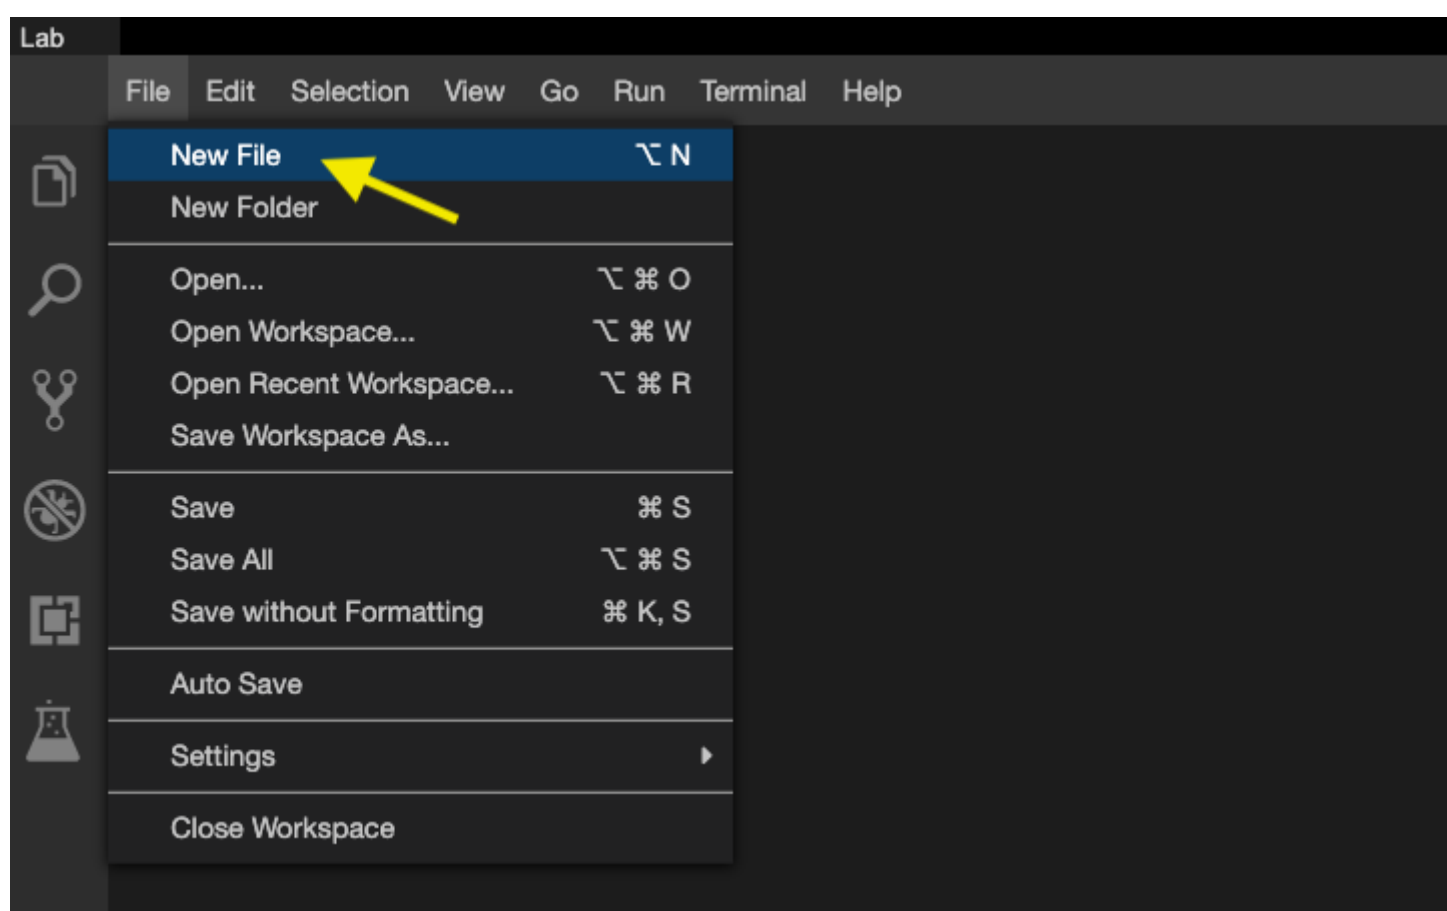 Lab
File Edit Selection View Go Run Terminal Help
New File ⌥ N
New Folder
Open... ⌥ ⌘ O
Open Workspace... ⌥ ⌘ W
Open Recent Workspace... ⌥ ⌘ R
Save Workspace As...
Save ⌘ S
Save All ⌥ ⌘ S
Save without Formatting ⌘ K, S
Auto Save
Settings
Close Workspace